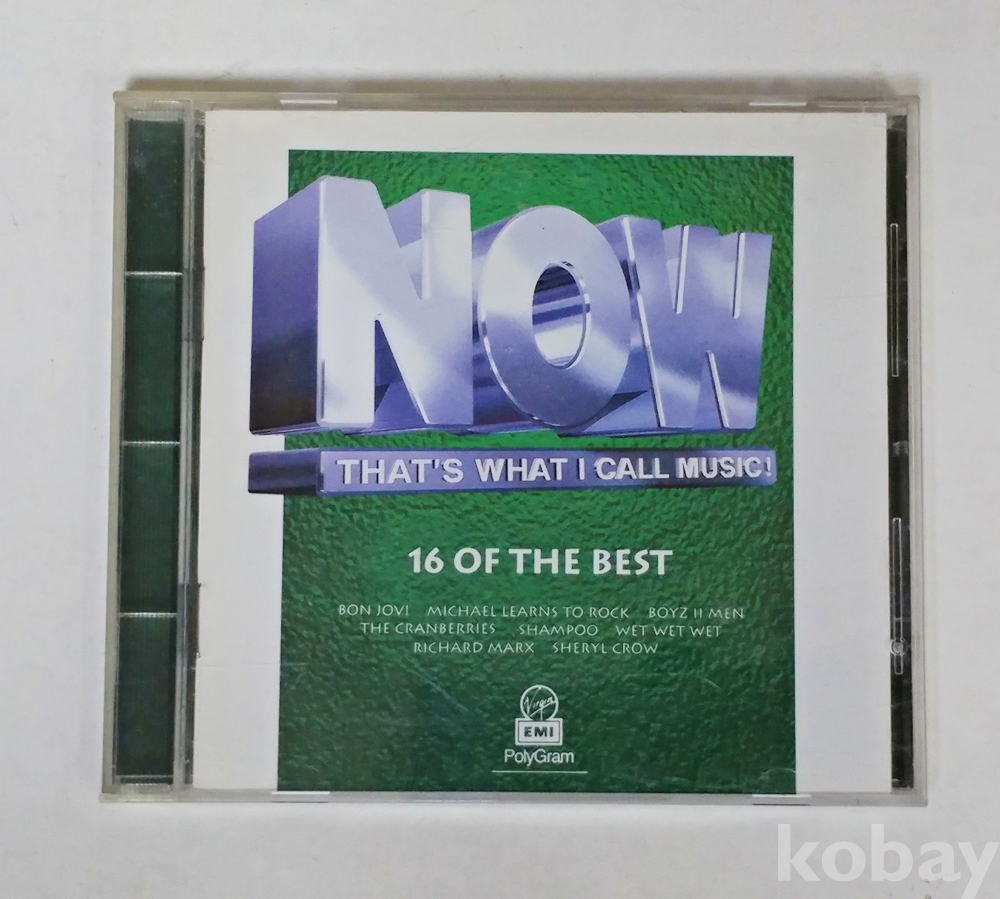 NOW
THAT'S WHAT I CALL MUSIC!
16 OF THE BEST
BON JOVI MICHAEL LEARNS TO ROCK BOYZ II MEN
THE CRANBERRIES SHAMPOO WET WET WET
RICHARD MARX SHERYL CROW
Virgin
EMI
PolyGram
kobay